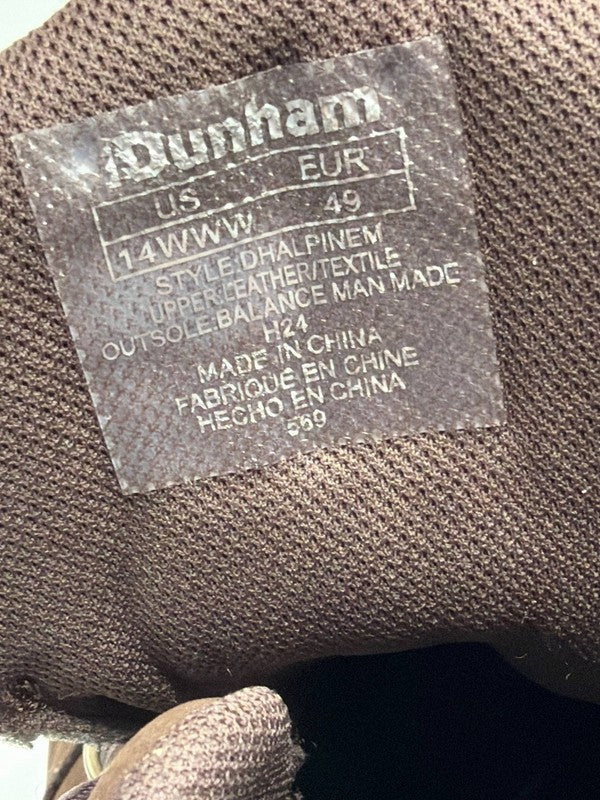 Dunham
US EUR
14WWW 49
STYLE:DHALPINEM
UPPER:LEATHER/TEXTILE
OUTSOLE:BALANCE MAN MADE
H24
MADE IN CHINA
FABRIQUÉ EN CHINE
HECHO EN CHINA
569